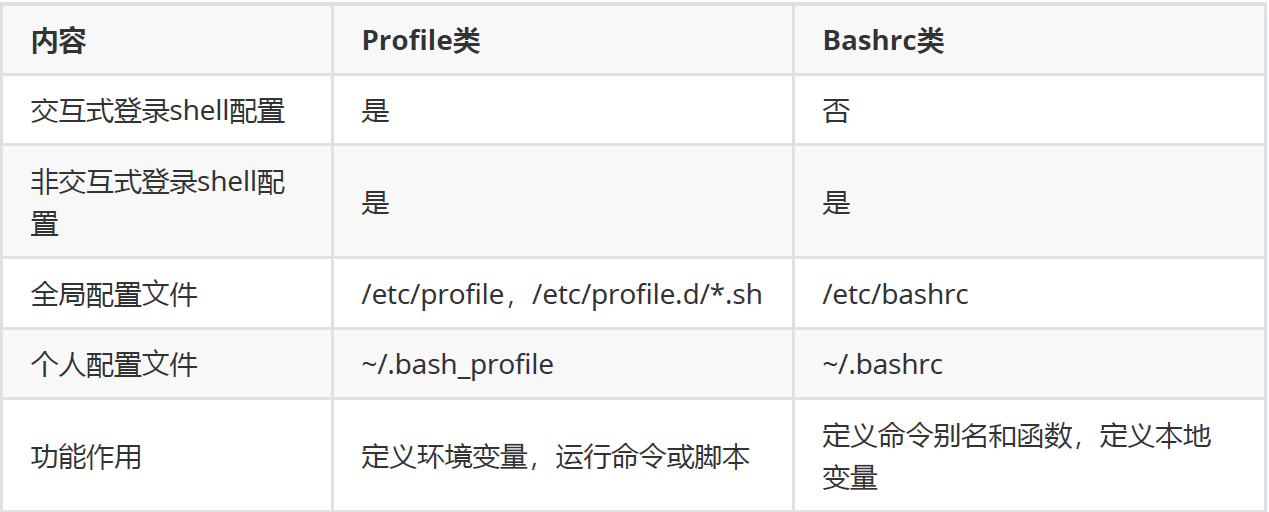 内容 Profile类 Bashrc类
交互式登录shell配置 是 否
非交互式登录shell配
置 是 是
全局配置文件 /etc/profile，/etc/profile.d/*.sh /etc/bashrc
个人配置文件 ~/.bash_profile ~/.bashrc
功能作用 定义环境变量，运行命令或脚本 定义命令别名和函数，定义本地
变量